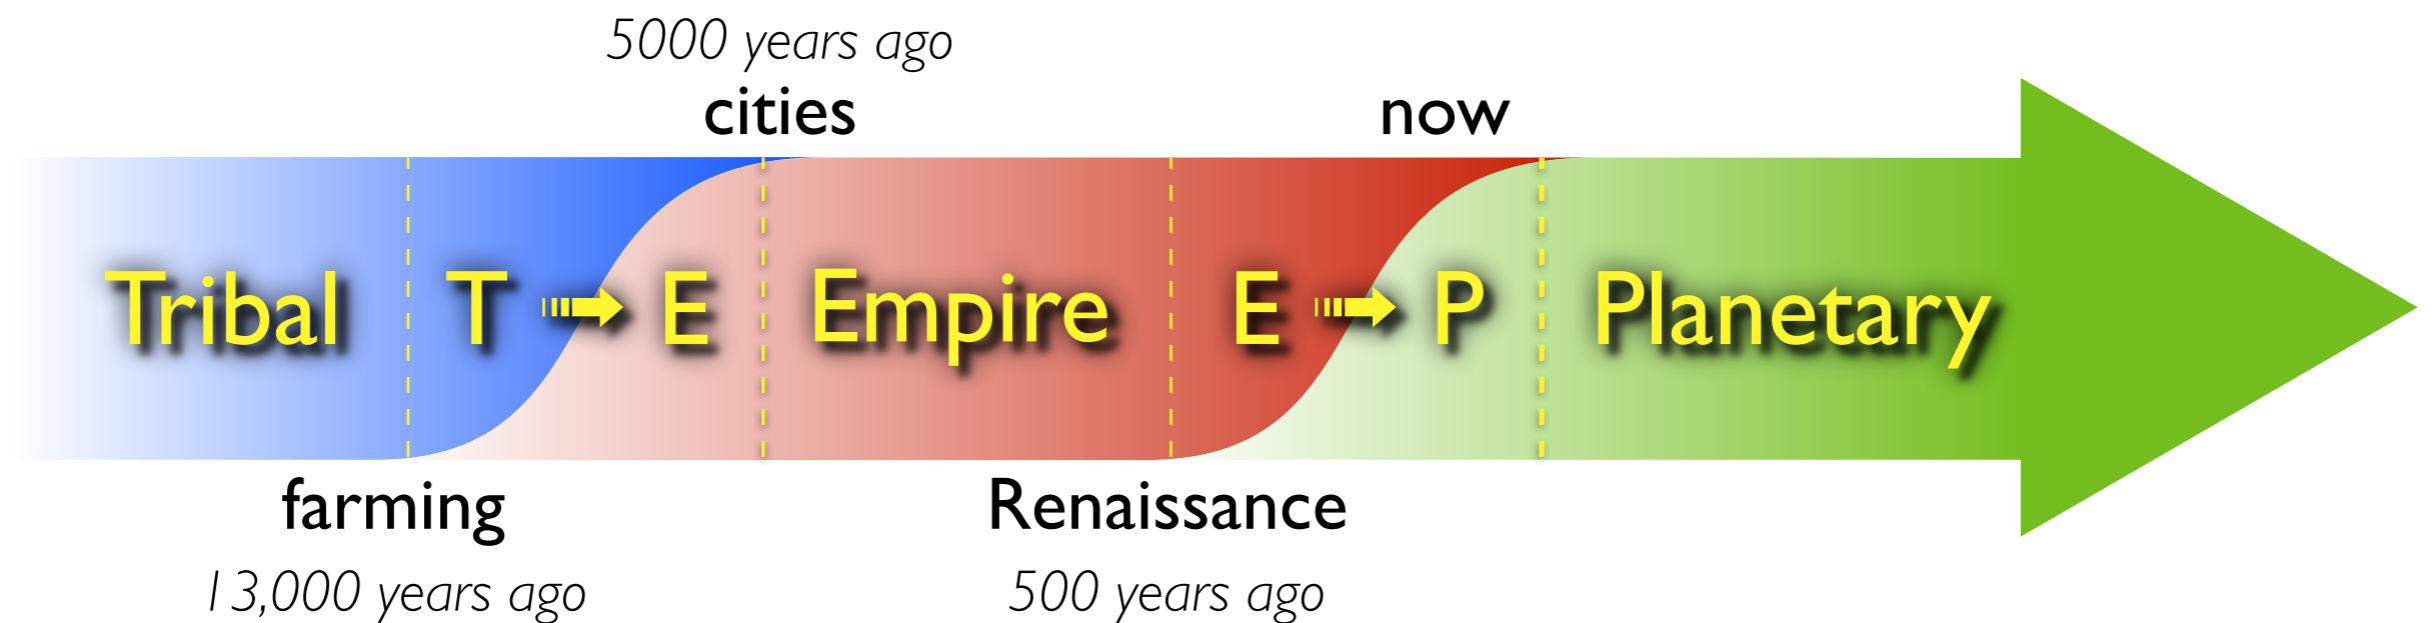 5000 years ago
cities
now
Tribal
T E
Empire
E P
Planetary
farming
Renaissance
13,000 years ago
500 years ago